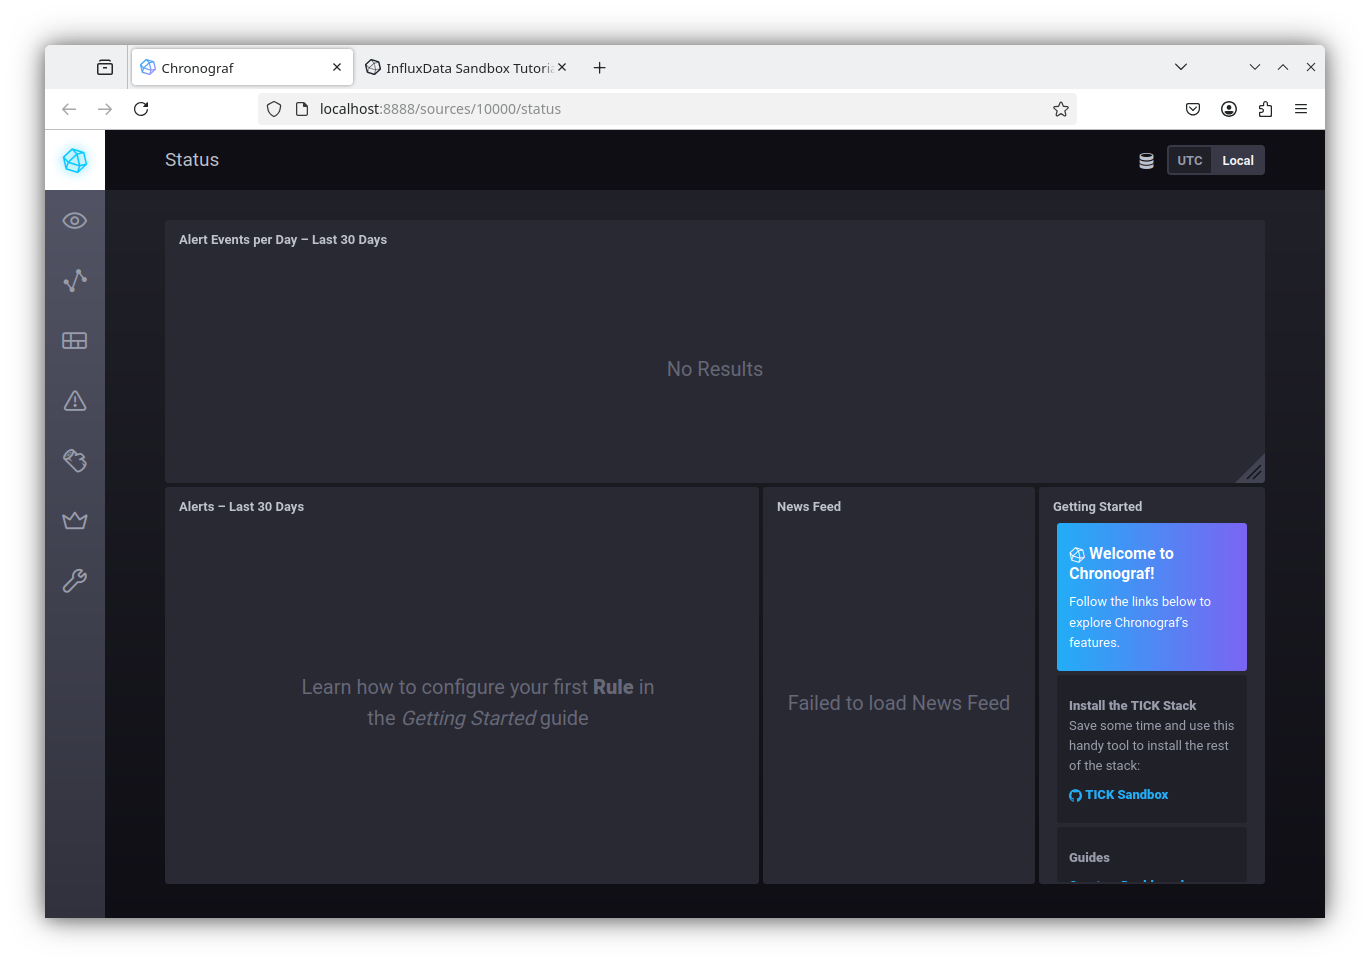 Chronograf
InfluxData Sandbox Tutoria
localhost:8888/sources/10000/status
Status
UTC
Local
Alert Events per Day – Last 30 Days
No Results
Alerts – Last 30 Days
Learn how to configure your first Rule in
the Getting Started guide
News Feed
Failed to load News Feed
Getting Started
Welcome to
Chronograf!
Follow the links below to
explore Chronograf's
features.
Install the TICK Stack
Save some time and use this
handy tool to install the rest
of the stack:
TICK Sandbox
Guides